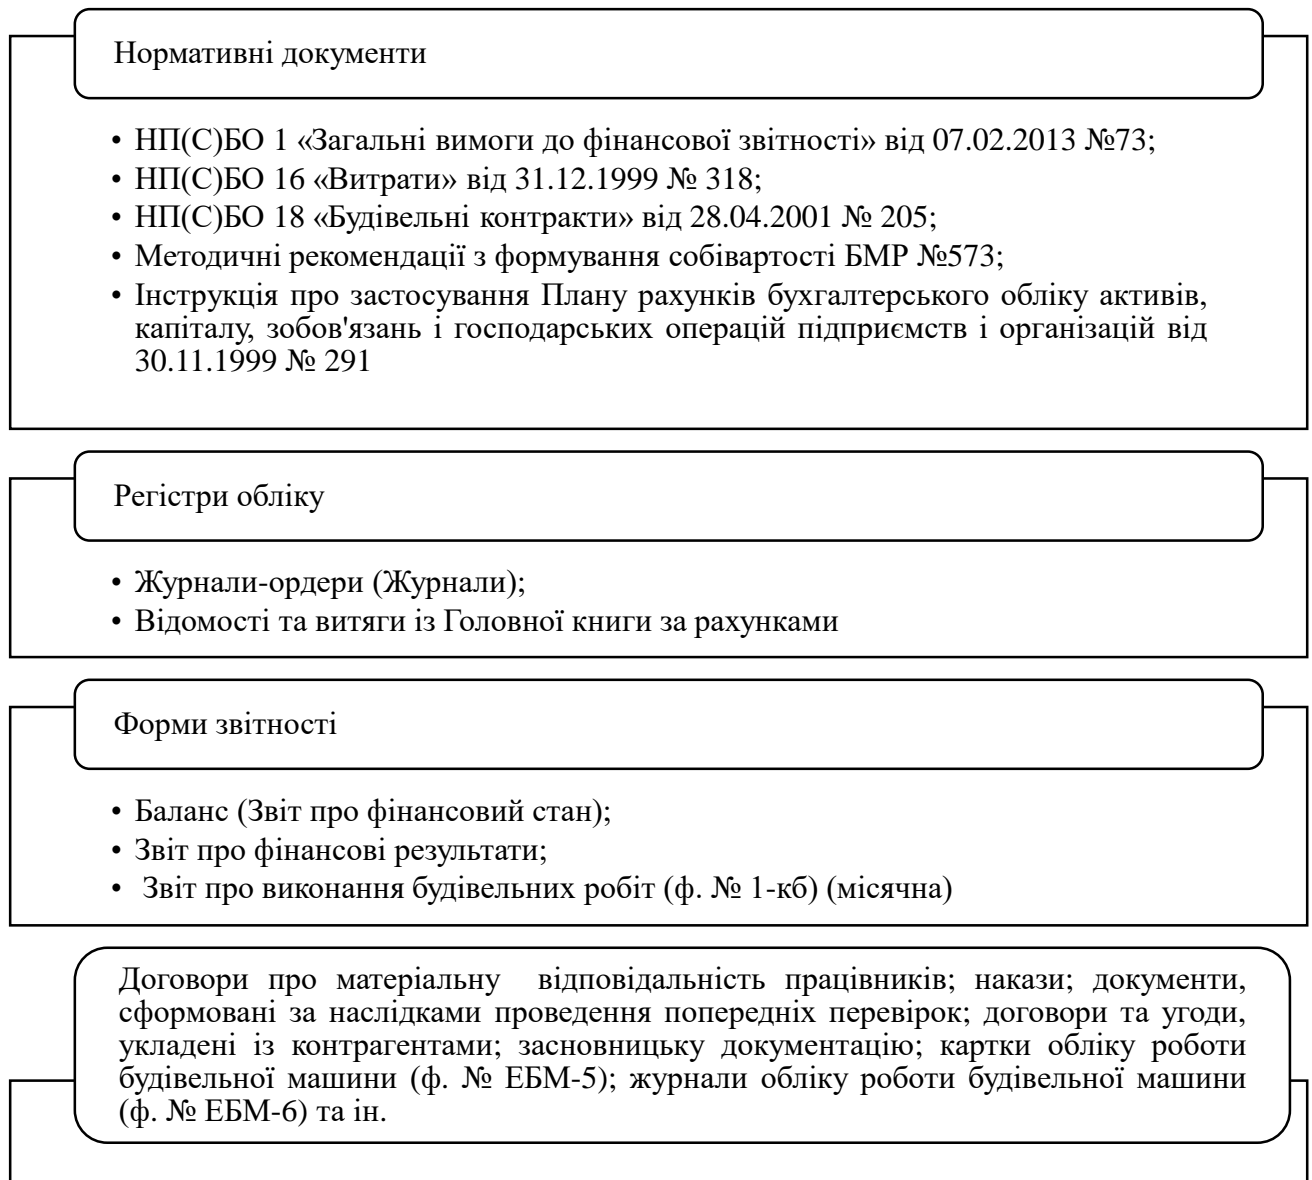 Нормативні документи
• НП(С)БО 1 «Загальні вимоги до фінансової звітності» від 07.02.2013 №73;
• НП(С)БО 16 «Витрати» від 31.12.1999 № 318;
• НП(С)БО 18 «Будівельні контракти» від 28.04.2001 № 205;
• Методичні рекомендації з формування собівартості БМР №573;
• Інструкція про застосування Плану рахунків бухгалтерського обліку активів,
капіталу, зобов'язань і господарських операцій підприємств і організацій від
30.11.1999 № 291
Регістри обліку
• Журнали-ордери (Журнали);
• Відомості та витяги із Головної книги за рахунками
Форми звітності
• Баланс (Звіт про фінансовий стан);
• Звіт про фінансові результати;
• Звіт про виконання будівельних робіт (ф. № 1-кб) (місячна)
Договори про матеріальну відповідальність працівників; накази; документи,
сформовані за наслідками проведення попередніх перевірок; договори та угоди,
укладені із контрагентами; засновницьку документацію; картки обліку роботи
будівельної машини (ф. № ЕБМ-5); журнали обліку роботи будівельної машини
(ф. № ЕБМ-6) та ін.